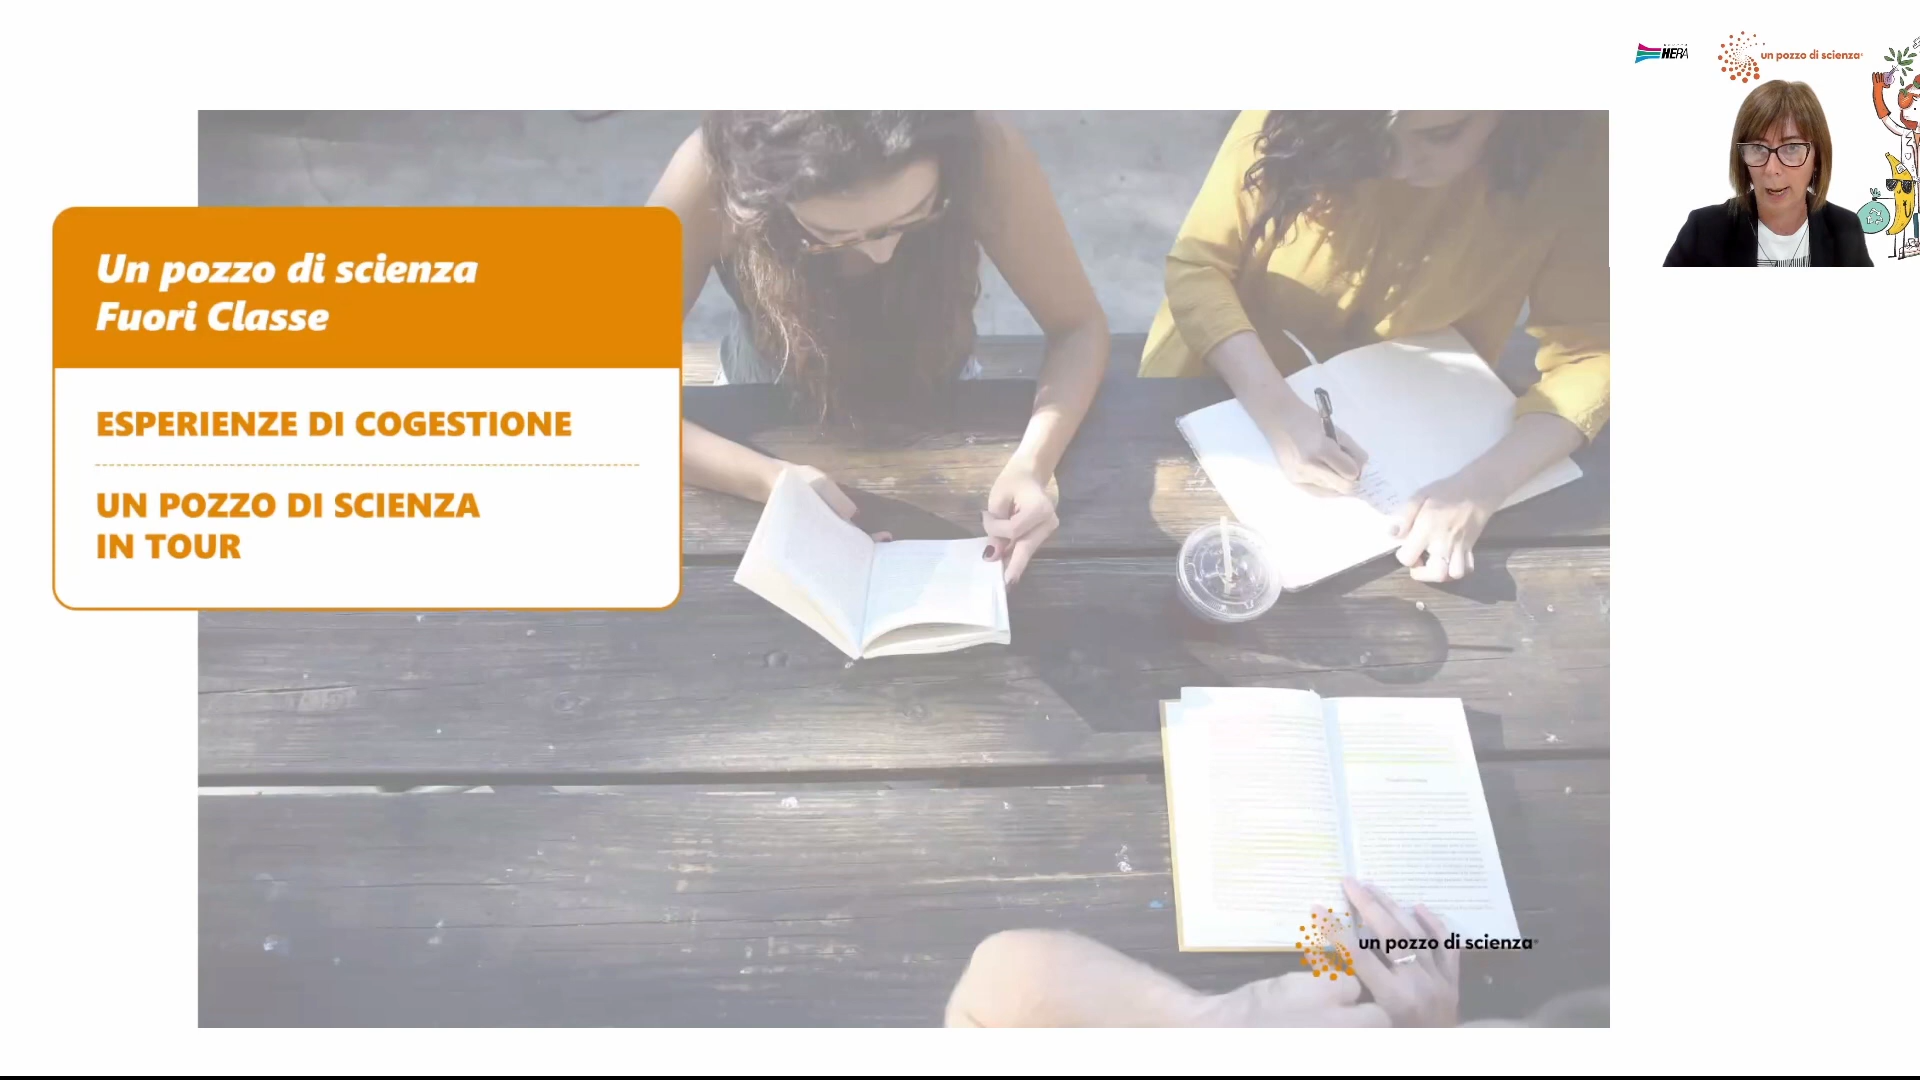 HERA
un pozzo di scienza
Un pozzo di scienza
Fuori Classe
ESPERIENZE DI COGESTIONE
UN POZZO DI SCIENZA
IN TOUR
un pozzo di scienza